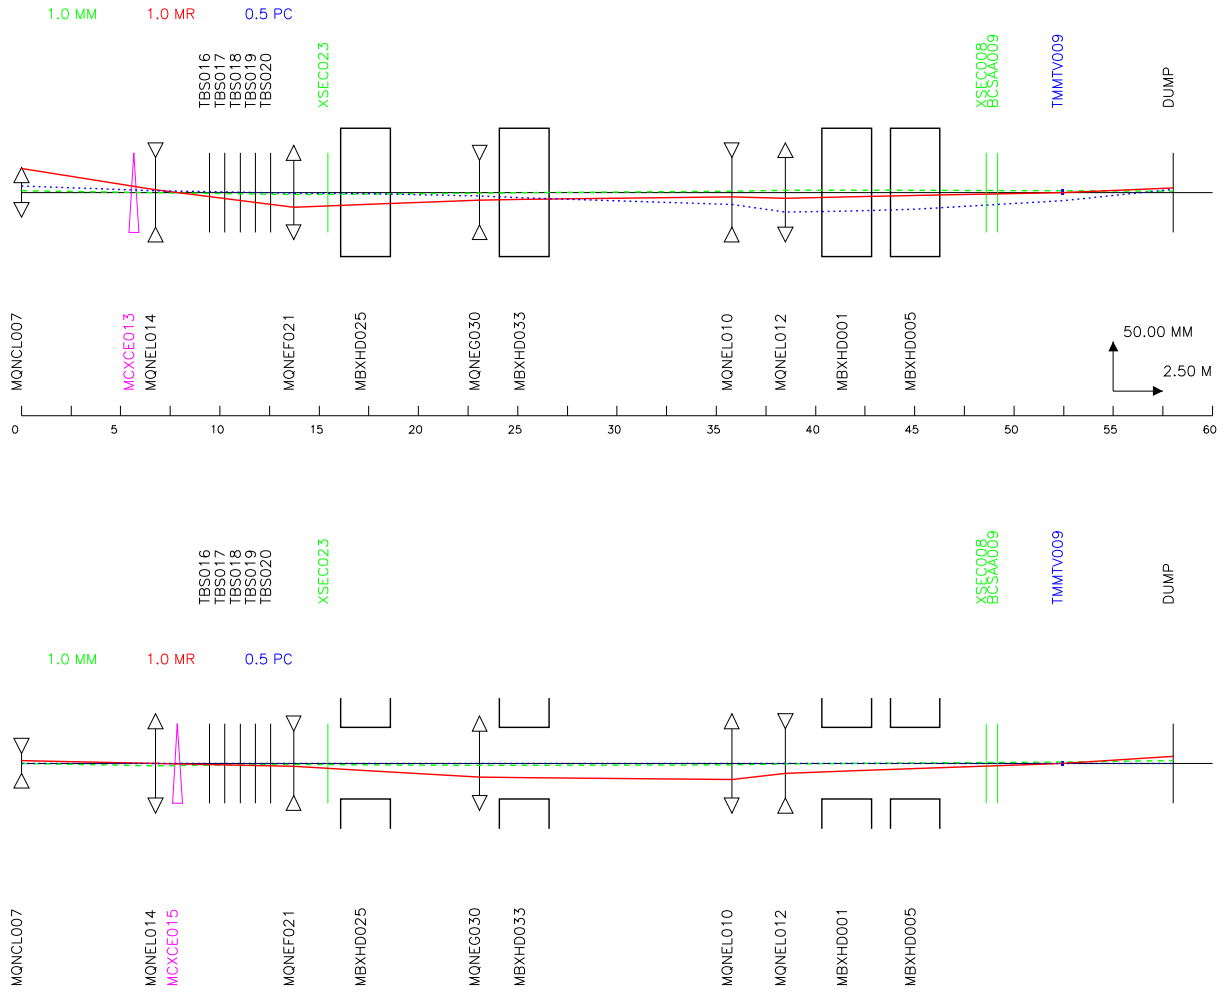 1.0 MM 1.0 MR 0.5 PC
TBS016 TBS017 TBS018 TBS019 TBS020 XSEC023 XSEC008 BCSAA009 TMMTV009 DUMP
MQNCL007 MCXCE013 MQNEL014 MQNEF021 MBXHD025 MQNEG030 MBXHD033 MQNEL010 MQNEL012 MBXHD001 MBXHD005
50.00 MM
2.50 M
0 5 10 15 20 25 30 35 40 45 50 55 60
TBS016 TBS017 TBS018 TBS019 TBS020 XSEC023 XSEC008 BCSAA009 TMMTV009 DUMP
1.0 MM 1.0 MR 0.5 PC
MQNCL007 MQNEL014 MCXCE015 MQNEF021 MBXHD025 MQNEG030 MBXHD033 MQNEL010 MQNEL012 MBXHD001 MBXHD005